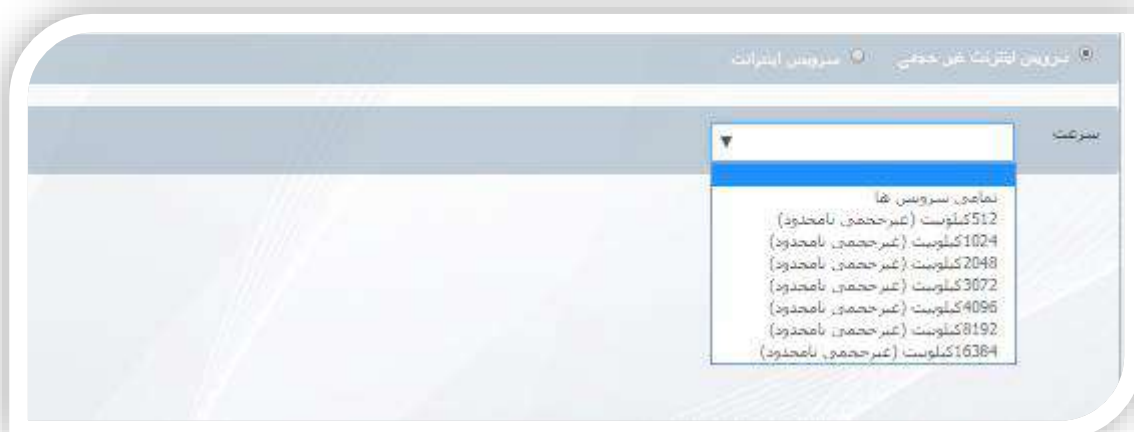 سرویس اینترنت غیر حجمی سرویس اینترانت
سرعت
تمامی سرویس ها
512کیلوبیت (غیرحجمی نامحدود)
1024کیلوبیت (غیرحجمی نامحدود)
2048کیلوبیت (غیرحجمی نامحدود)
3072کیلوبیت (غیرحجمی نامحدود)
4096کیلوبیت (غیرحجمی نامحدود)
8192کیلوبیت (غیرحجمی نامحدود)
16384کیلوبیت (غیرحجمی نامحدود)